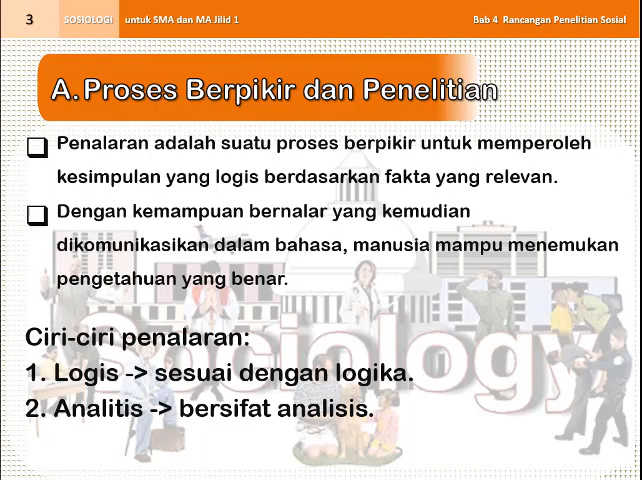 3 SOSIOLOGI untuk SMA dan MA Jilid 1 Bab 4 Rancangan Penelitian Sosial
A. Proses Berpikir dan Penelitian
Penalaran adalah suatu proses berpikir untuk memperoleh
kesimpulan yang logis berdasarkan fakta yang relevan.
Dengan kemampuan bernalar yang kemudian
dikomunikasikan dalam bahasa, manusia mampu menemukan
pengetahuan yang benar.
Ciri-ciri penalaran:
Sociology
1. Logis -> sesuai dengan logika.
2. Analitis -> bersifat analisis.